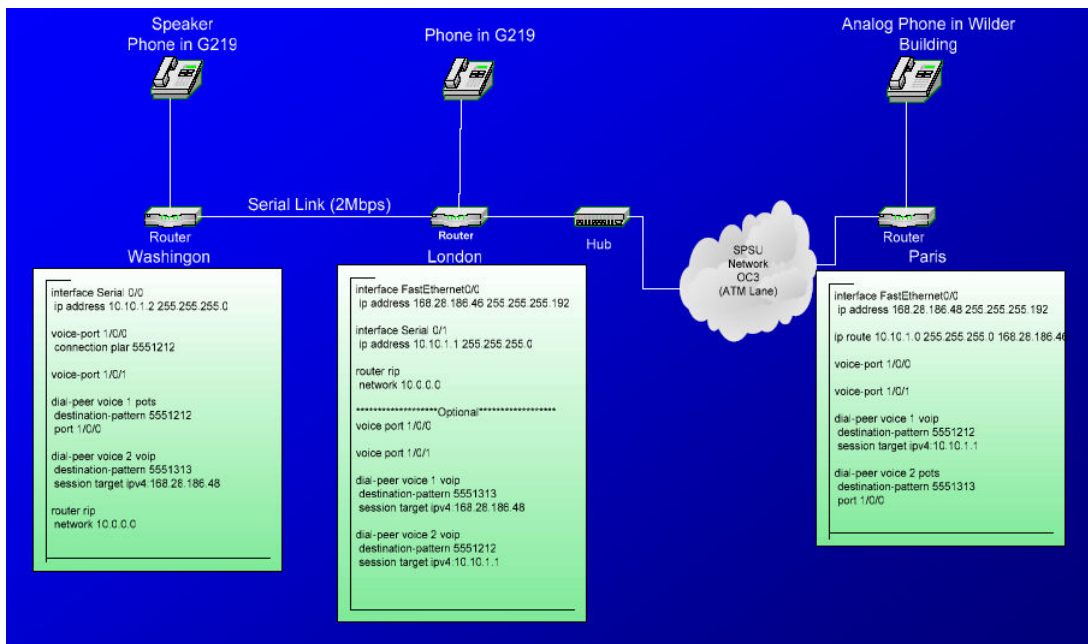 Speaker
Phone in G219
Phone in G219
Analog Phone in Wilder
Building
Serial Link (2Mbps)
Router
Washingon
Router
London
Hub
SPSU
Network
OC3
(ATM Lane)
Router
Paris
interface Serial 0/0
ip address 10.10.1.2 255.255.255.0
voice-port 1/0/0
connection plar 5551212
voice-port 1/0/1
dial-peer voice 1 pots
destination-pattern 5551212
port 1/0/0
dial-peer voice 2 voip
destination-pattern 5551313
session target ipv4:168.28.186.48
router rip
network 10.0.0.0
interface FastEthernet0/0
ip address 168.28.186.46 255.255.255.192
interface Serial 0/1
ip address 10.10.1.1 255.255.255.0
router rip
network 10.0.0.0
*******************Optional******************
voice port 1/0/0
voice port 1/0/1
dial-peer voice 1 voip
destination-pattern 5551313
session target ipv4:168.28.186.48
dial-peer voice 2 voip
destination-pattern 5551212
session target ipv4:10.10.1.1
interface FastEthernet0/0
ip address 168.28.186.48 255.255.255.192
ip route 10.10.1.0 255.255.255.0 168.28.186.46
voice-port 1/0/0
voice-port 1/0/1
dial-peer voice 1 voip
destination-pattern 5551212
session target ipv4:10.10.1.1
dial-peer voice 2 pots
destination-pattern 5551313
port 1/0/0